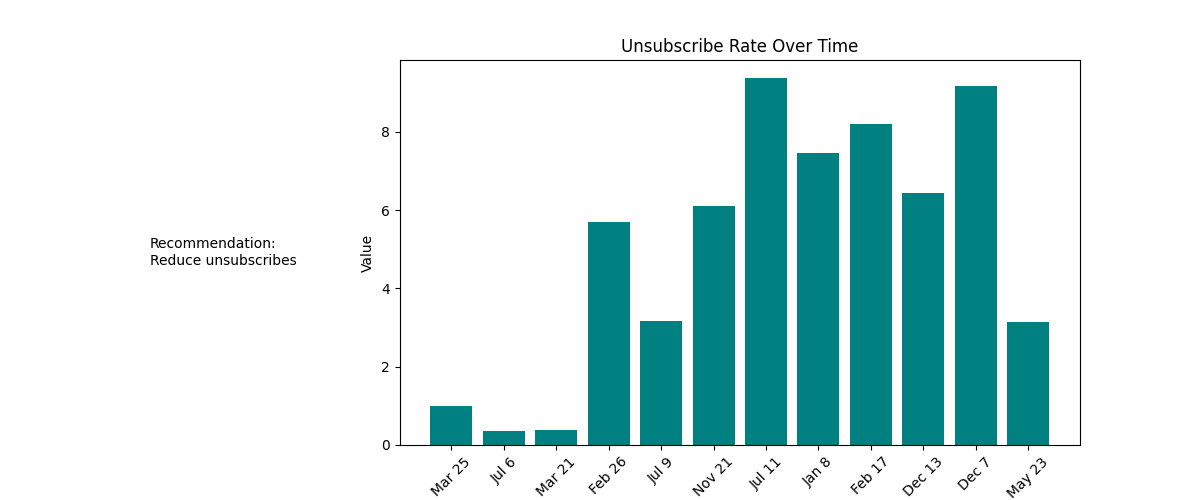 Unsubscribe Rate Over Time
Recommendation:
Reduce unsubscribes
Value
8
6
4
2
0
Mar 25
Jul 6
Mar 21
Feb 26
Jul 9
Nov 21
Jul 11
Jan 8
Feb 17
Dec 13
Dec 7
May 23